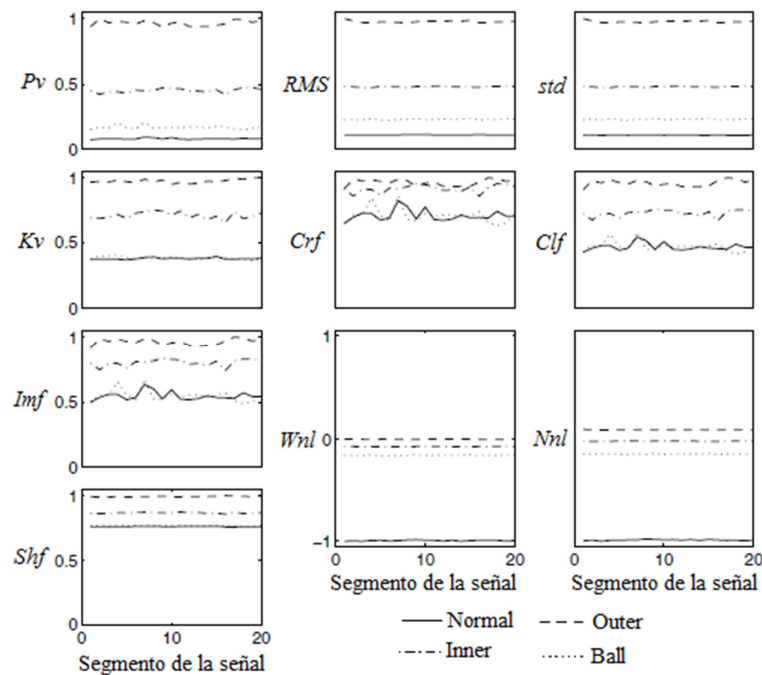 1
Pv
0.5
0
RMS
std
1
Kv
0.5
0
Crf
Clf
1
Imf
0.5
0
1
Wnl
0
−1
Nnl
1
Shf
0.5
0
0 10 20
Segmento de la señal
0 10 20
Segmento de la señal
0 10 20
Segmento de la señal
Normal
Outer
Inner
Ball